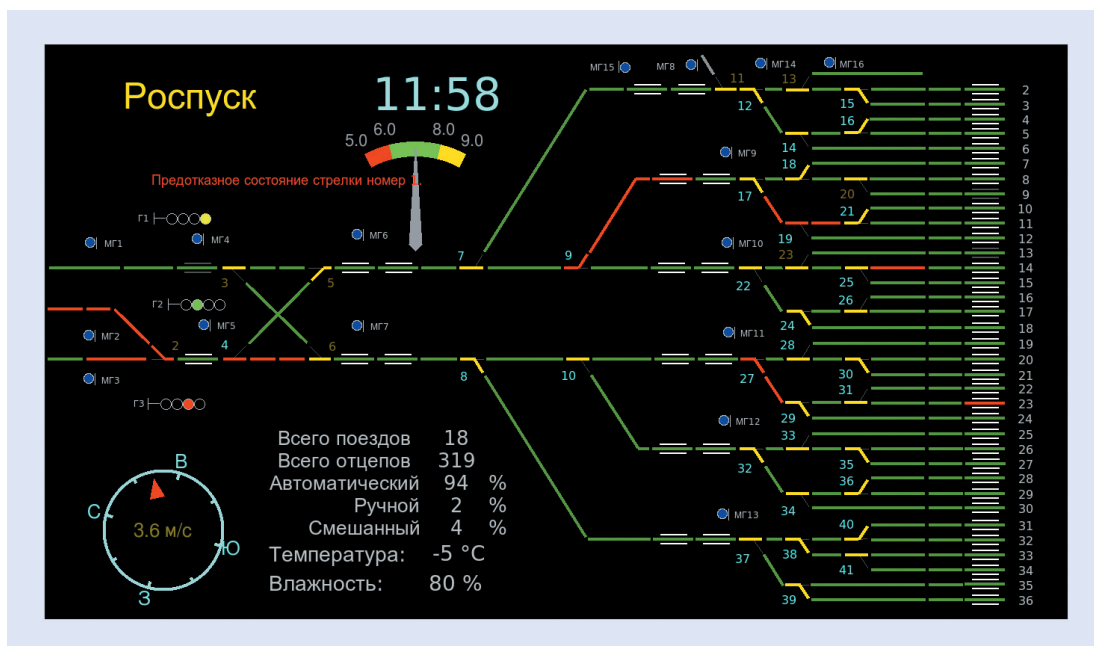 МГ15
МГ8
МГ14
МГ16
Роспуск
11:58
5.0
6.0
8.0
9.0
Предотказное состояние стрелки номер 1.
11
13
12
15
16
14
18
МГ9
17
20
21
19
23
Г1
МГ1
МГ4
МГ6
7
9
МГ10
22
25
26
24
28
3
5
Г2
МГ5
МГ7
МГ2
2
4
6
МГ3
8
10
МГ11
27
30
31
29
33
Г3
МГ12
32
35
36
34
МГ13
37
40
38
41
39
2
3
4
5
6
7
8
9
10
11
12
13
14
15
16
17
18
19
20
21
22
23
24
25
26
27
28
29
30
31
32
33
34
35
36
Всего поездов 18
Всего отцепов 319
Автоматический 94 %
Ручной 2 %
Смешанный 4 %
Температура: -5 °C
Влажность: 80 %
В
С
3.6 м/с
Ю
З